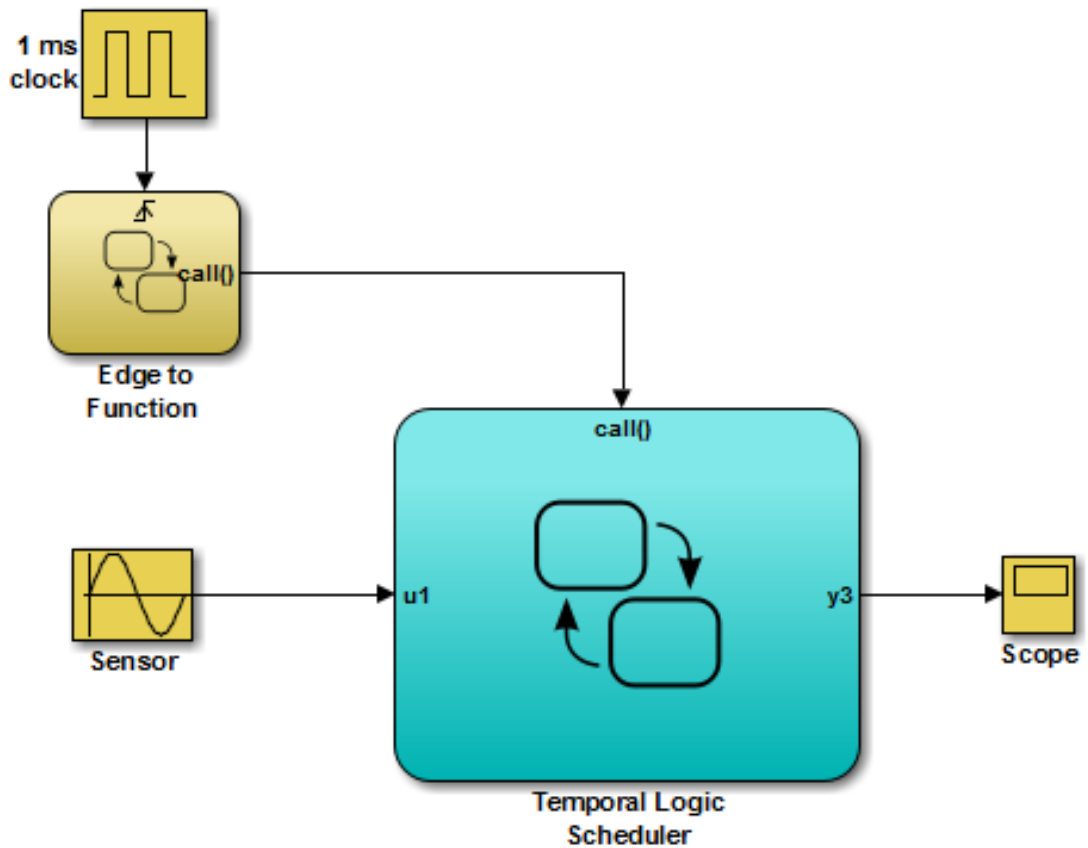 1 ms
clock
call()
Edge to
Function
call()
u1
y3
Sensor
Scope
Temporal Logic
Scheduler